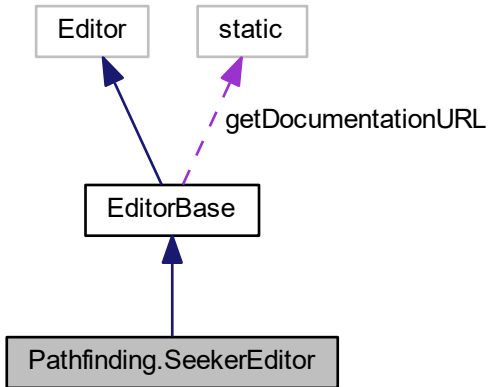 Editor
static
getDocumentationURL
EditorBase
Pathfinding.SeekerEditor